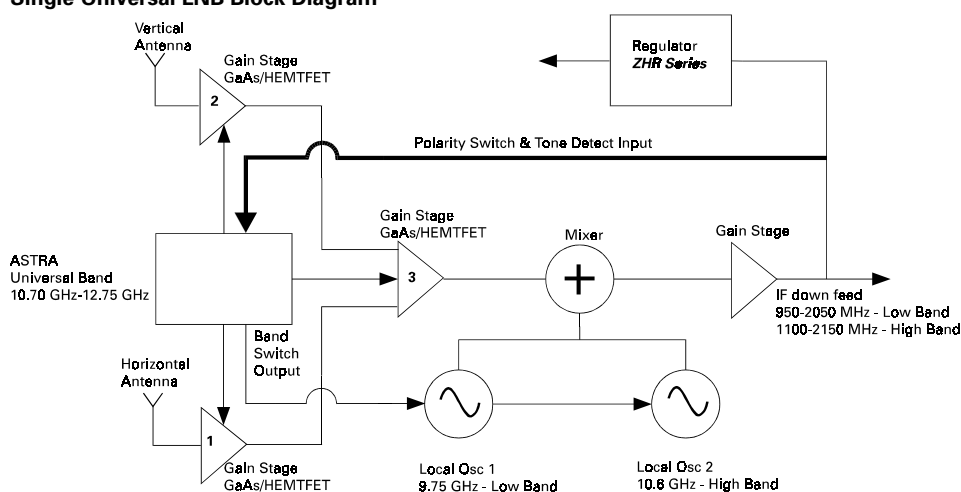 Single Universal LNB Block Diagram
Vertical
Antenna
Gain Stage
GaAs/HEMTFET
2
Regulator
ZHR Series
Polarity Switch & Tone Detect Input
ASTRA
Universal Band
10.70 GHz-12.75 GHz
Gain Stage
GaAs/HEMTFET
3
Mixer
+
Gain Stage
IF down feed
950-2050 MHz - Low Band
1100-2150 MHz - High Band
Band
Switch
Output
Horizontal
Antenna
1
Gain Stage
GaAs/HEMTFET
Local Osc 1
9.75 GHz - Low Band
Local Osc 2
10.6 GHz - High Band